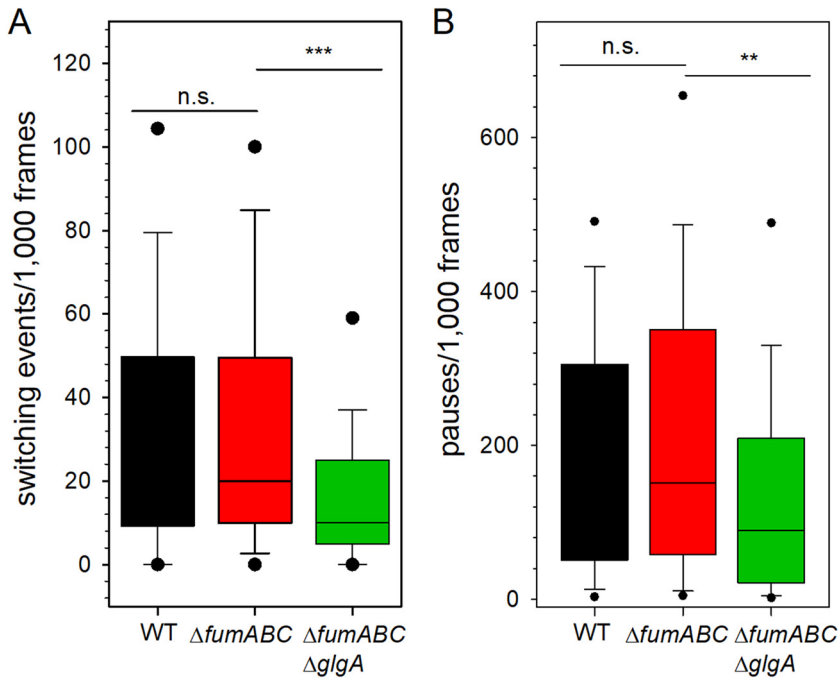 A
switching events/1,000 frames
120
100
80
60
40
20
0
n.s.
***
WT
ΔfumABC
ΔfumABC
ΔglgA
B
pauses/1,000 frames
600
400
200
0
n.s.
**
WT
ΔfumABC
ΔfumABC
ΔglgA